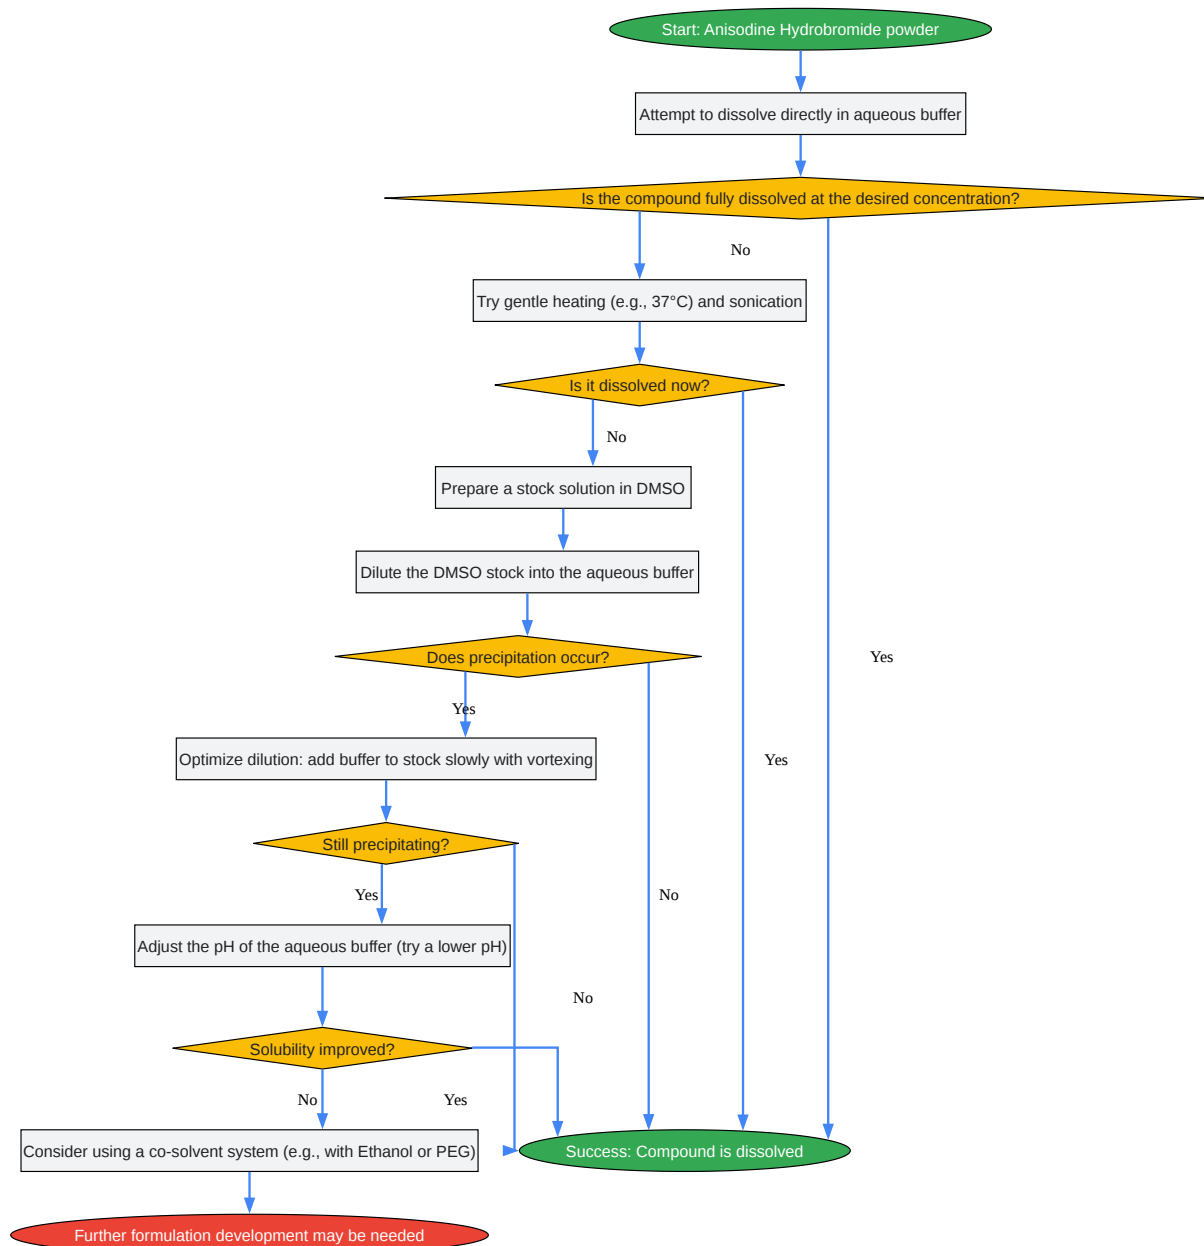 Start: Anisodine Hydrobromide powder
Attempt to dissolve directly in aqueous buffer
Is the compound fully dissolved at the desired concentration?
No
Try gentle heating (e.g., 37°C) and sonication
Is it dissolved now?
No
Prepare a stock solution in DMSO
Dilute the DMSO stock into the aqueous buffer
Does precipitation occur?
Yes
Yes
Optimize dilution: add buffer to stock slowly with vortexing
Yes
Still precipitating?
Yes
No
Adjust the pH of the aqueous buffer (try a lower pH)
No
Solubility improved?
No
Yes
Consider using a co-solvent system (e.g., with Ethanol or PEG)
Success: Compound is dissolved
Further formulation development may be needed